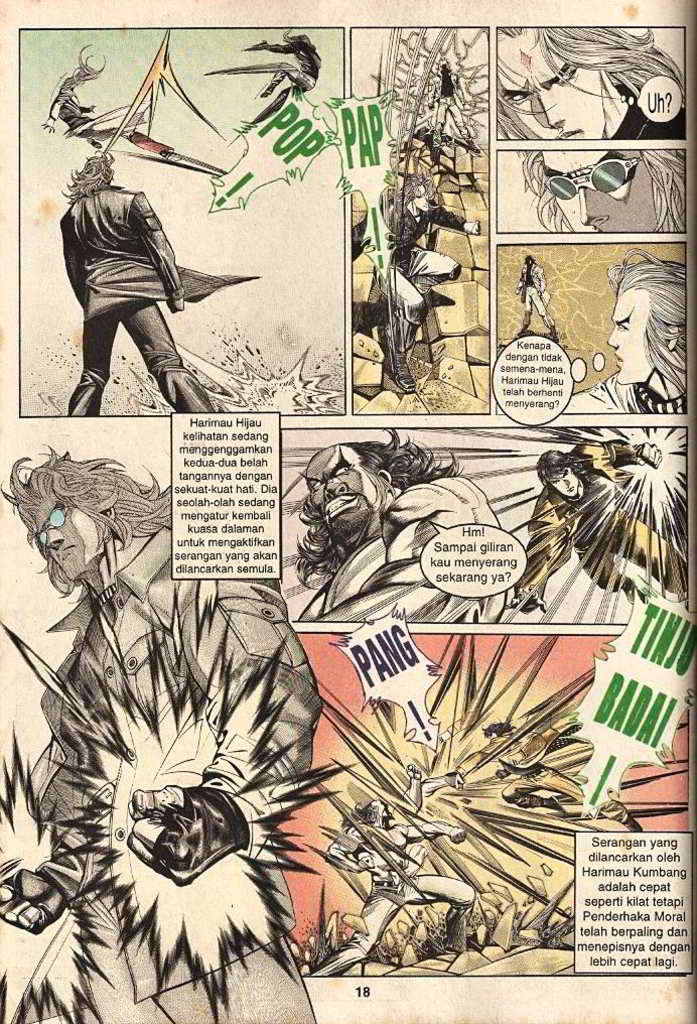 POP
!
PAP
!
Uh?
Kenapa
dengan tidak
semena-mena,
Harimau Hijau
telah berhenti
menyerang?
Harimau Hijau
kelihatan sedang
menggenggamkan
kedua-dua belah
tangannya dengan
sekuat-kuat hati. Dia
seolah-olah sedang
mengatur kembali
kuasa dalaman
untuk mengaktifkan
serangan yang akan
dilancarkan semula.
Hm!
Sampai giliran
kau menyerang
sekarang ya?
PANG
!
TINJU
BADAI
!
Serangan yang
dilancarkan oleh
Harimau Kumbang
adalah cepat
seperti kilat tetapi
Penderhaka Moral
telah berpaling dan
menepisnya dengan
lebih cepat lagi.
18